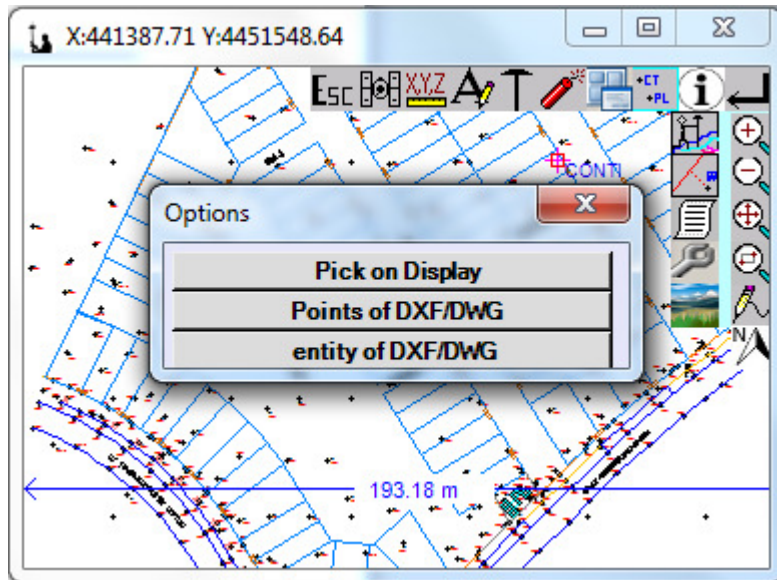 X:441387.71 Y:4451548.64
Esc X,Y,Z A T +CT
+PL i
CONTI
Options
Pick on Display
Points of DXF/DWG
entity of DXF/DWG
N
193.18 m